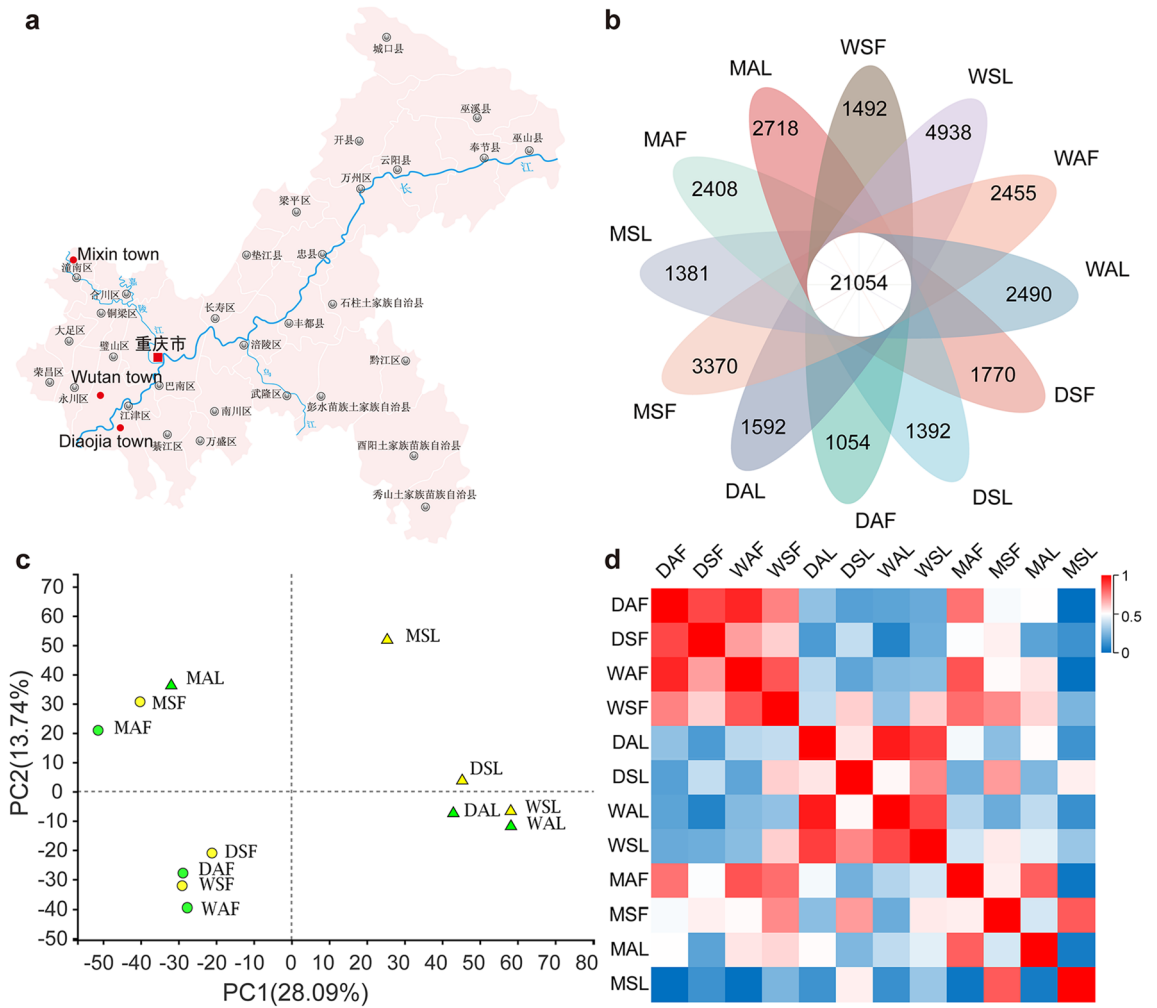 a
城口县
巫溪县
开县
巫山县
奉节县
云阳县
万州区
长
江
梁平区
Mixin town
垫江县
忠县
潼南区
嘉
合川区
陵
石柱土家族自治县
铜梁区
长寿区
江
丰都县
大足区
重庆市
涪陵区
璧山区
黔江区
荣昌区
Wutan town
乌
永川区
巴南区
武隆区
彭水苗族土家族自治县
江津区
南川区
江
Diaojia town
綦江区
万盛区
酉阳土家族苗族自治县
秀山土家族苗族自治县
b
WSF
MAL
WSL
1492
2718
4938
MAF
WAF
2408
2455
MSL
WAL
1381
21054
2490
3370
1770
MSF
DSF
1592
1054
1392
DAL
DSL
DAF
c
PC2(13.74%)
70
60
50
40
30
20
10
0
-10
-20
-30
-40
-50
MSL
MAL
MSF
MAF
DSL
DAL
WSL
WAL
DSF
DAF
WSF
WAF
-50 -40 -30 -20 -10 0 10 20 30 40 50 60 70 80
PC1(28.09%)
d
DAF DSF WAF WSF DAL DSL WAL WSL MAF MSF MAL MSL
DAF
DSF
WAF
WSF
DAL
DSL
WAL
WSL
MAF
MSF
MAL
MSL
1
0.5
0